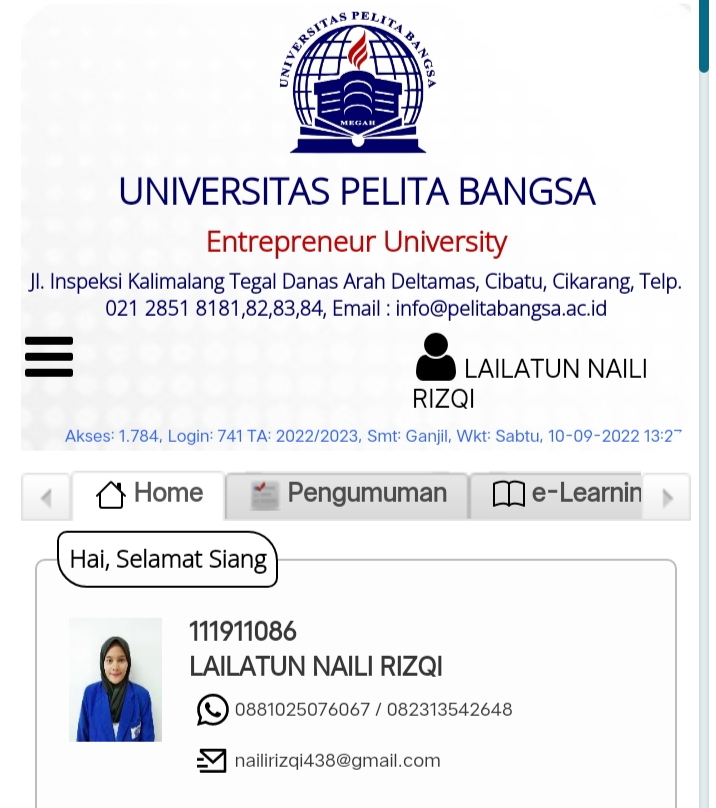 UNIVERSITAS PELITA BANGSA
MEGAH
UNIVERSITAS PELITA BANGSA
Entrepreneur University
Jl. Inspeksi Kalimalang Tegal Danas Arah Deltamas, Cibatu, Cikarang, Telp.
021 2851 8181,82,83,84, Email : info@pelitabangsa.ac.id
LAILATUN NAILI
RIZQI
Akses: 1.784, Login: 741 TA: 2022/2023, Smt: Ganjil, Wkt: Sabtu, 10-09-2022 13:27
Home Pengumuman e-Learnin
Hai, Selamat Siang
111911086
LAILATUN NAILI RIZQI
0881025076067 / 082313542648
nailirizqi438@gmail.com